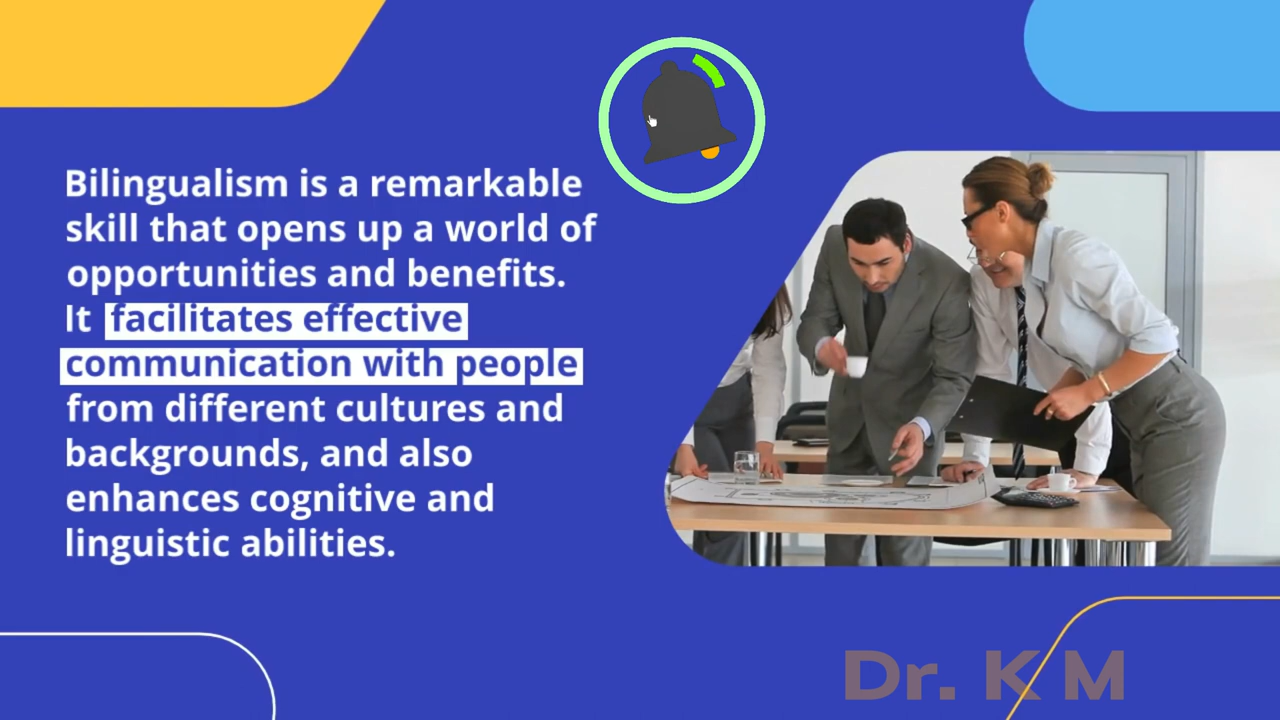 Bilingualism is a remarkable
skill that opens up a world of
opportunities and benefits.
It facilitates effective
communication with people
from different cultures and
backgrounds, and also
enhances cognitive and
linguistic abilities.
Dr. K M